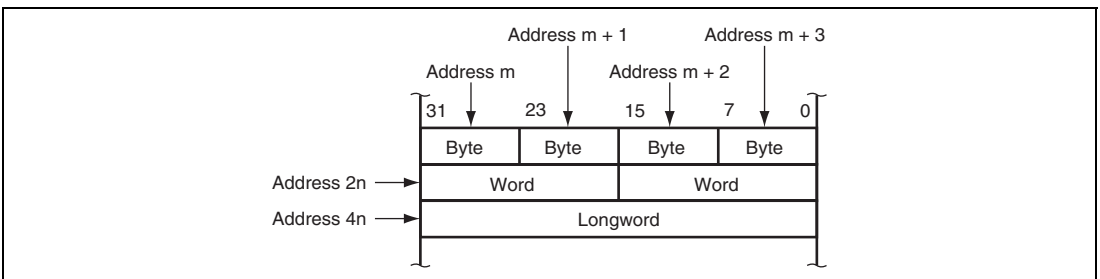 Address m + 1 Address m + 3
Address m Address m + 2
31 23 15 7 0
Byte Byte Byte Byte
Address 2n Word Word
Address 4n Longword